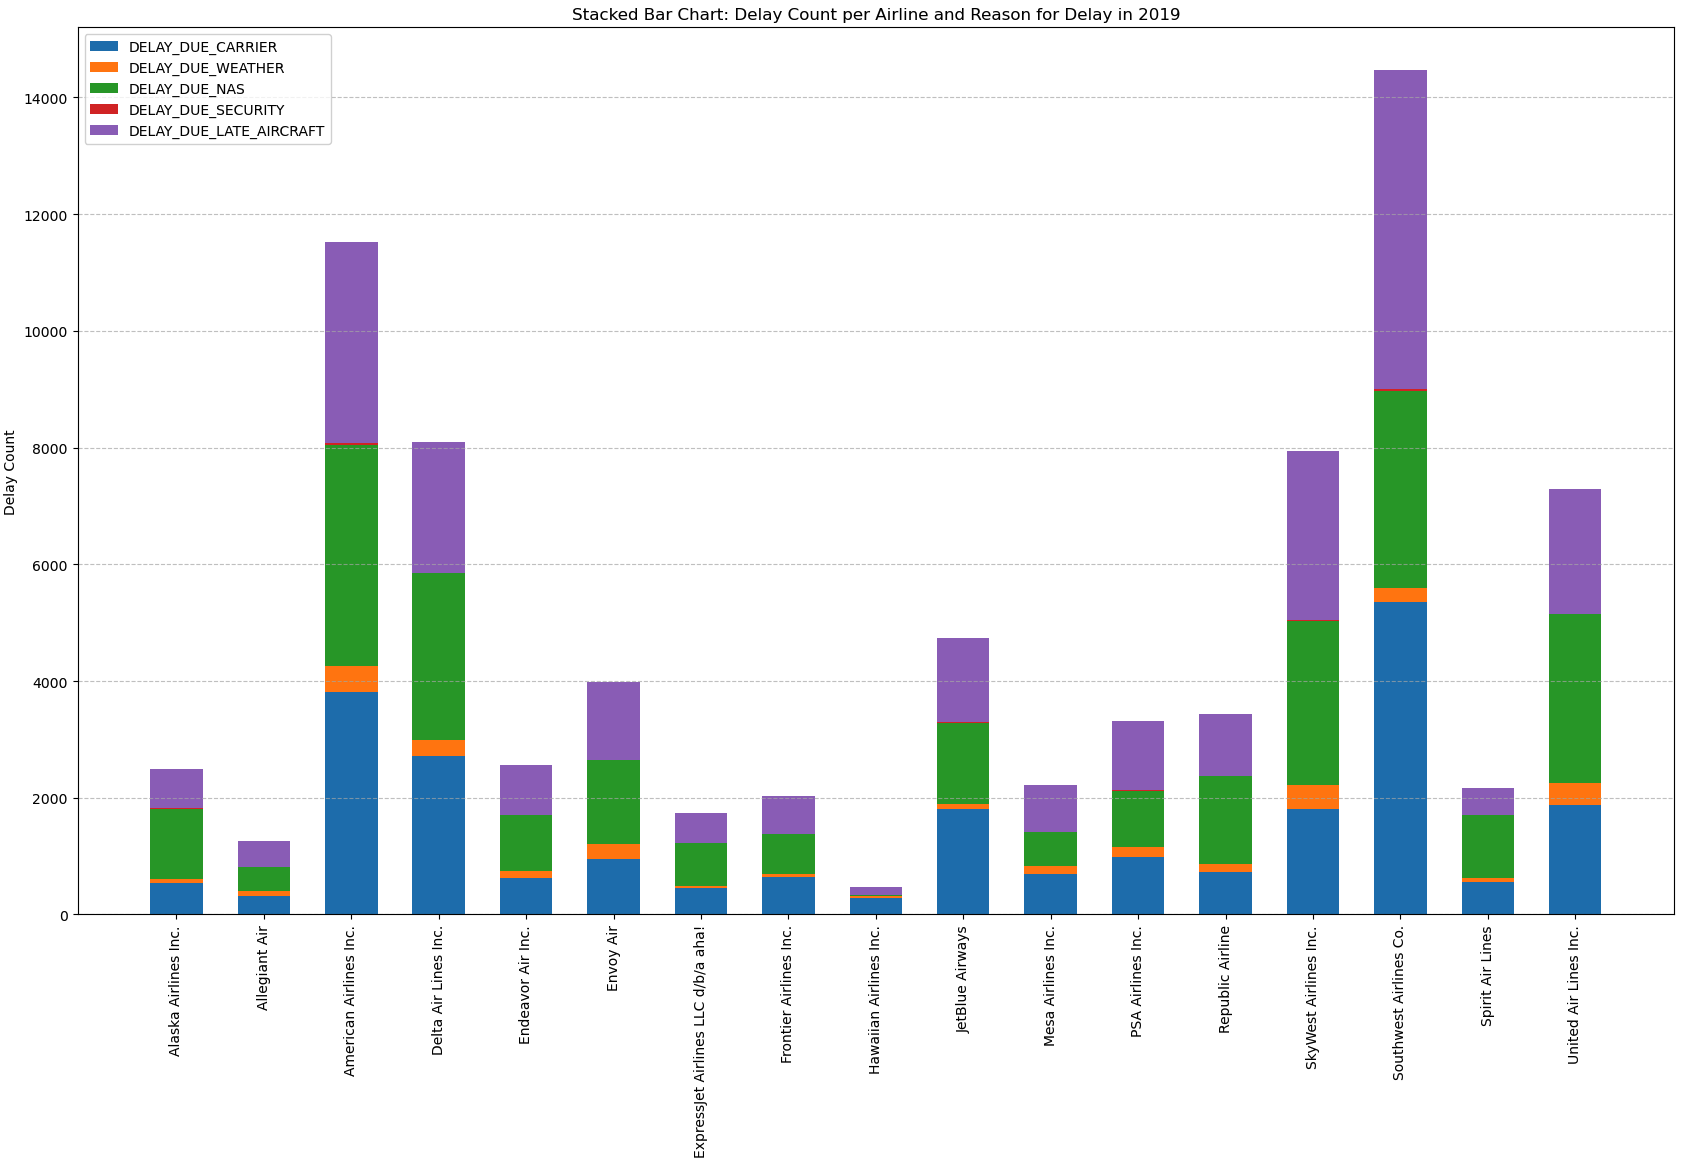 Stacked Bar Chart: Delay Count per Airline and Reason for Delay in 2019
DELAY_DUE_CARRIER
DELAY_DUE_WEATHER
DELAY_DUE_NAS
DELAY_DUE_SECURITY
DELAY_DUE_LATE_AIRCRAFT
Delay Count
14000
12000
10000
8000
6000
4000
2000
0
Alaska Airlines Inc.
Allegiant Air
American Airlines Inc.
Delta Air Lines Inc.
Endeavor Air Inc.
Envoy Air
ExpressJet Airlines LLC d/b/a aha!
Frontier Airlines Inc.
Hawaiian Airlines Inc.
JetBlue Airways
Mesa Airlines Inc.
PSA Airlines Inc.
Republic Airline
SkyWest Airlines Inc.
Southwest Airlines Co.
Spirit Air Lines
United Air Lines Inc.